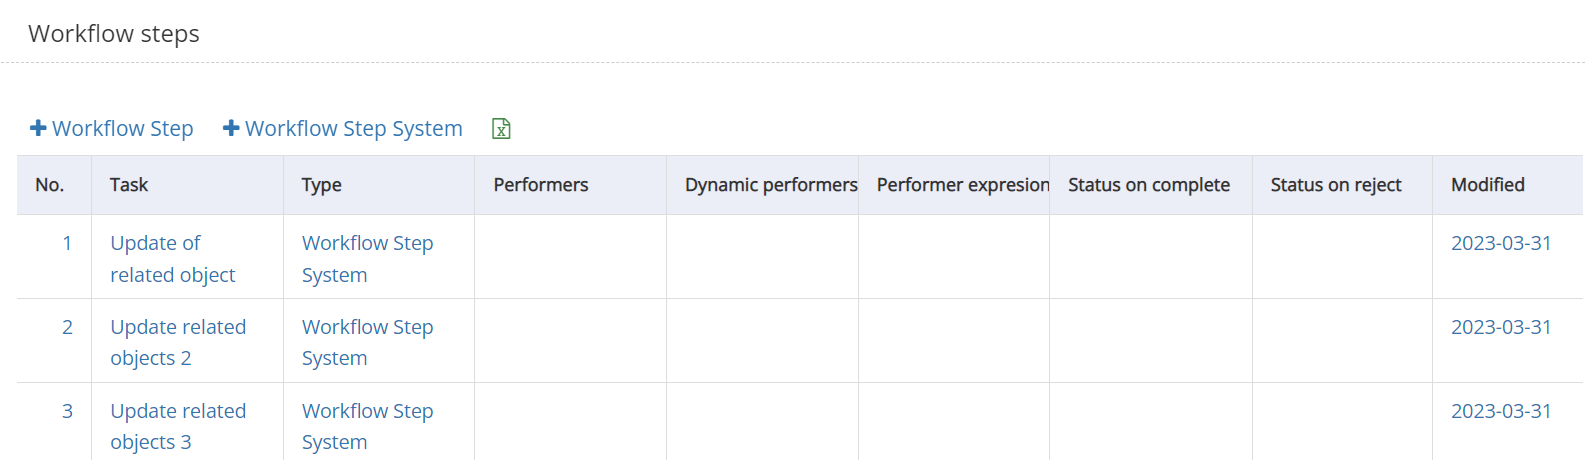 Workflow steps
Workflow Step Workflow Step System
No. Task Type Performers Dynamic performers Performer expresion Status on complete Status on reject Modified
1 Update of Workflow Step 2023-03-31
related object System
2 Update related Workflow Step 2023-03-31
objects 2 System
3 Update related Workflow Step 2023-03-31
objects 3 System